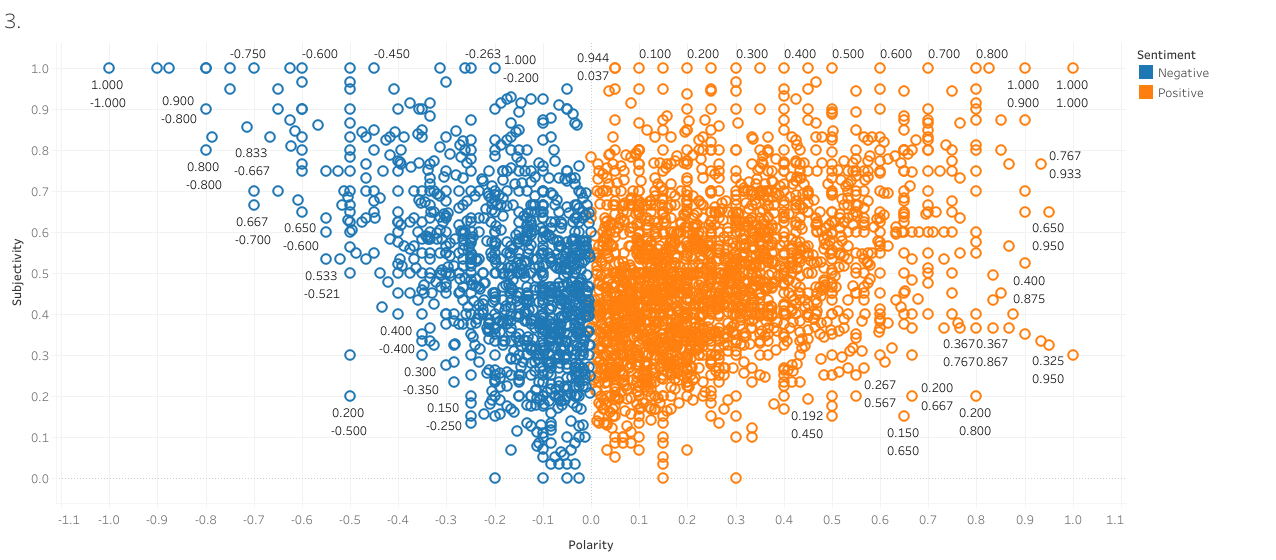 3.
-0.750 -0.600 -0.450 -0.263 1.000 0.944 0.100 0.200 0.300 0.400 0.500 0.600 0.700 0.800
-0.200 0.037
1.000 1.000 1.000
-1.000 0.900 1.000
0.900
-0.800
0.833 0.767
-0.667 0.933
0.800
-0.800
0.667 0.650 0.650
-0.700 -0.600 0.950
0.533 0.400
-0.521 0.875
0.400 0.367 0.367
-0.400 0.767 0.867
0.300 0.325
-0.350 0.950
0.267 0.200
0.567 0.667
0.200 0.150 0.192 0.200
-0.500 -0.250 0.450 0.800
0.150
0.650
1.0
0.9
0.8
0.7
0.6
0.5
0.4
0.3
0.2
0.1
0.0
Subjectivity
-1.1 -1.0 -0.9 -0.8 -0.7 -0.6 -0.5 -0.4 -0.3 -0.2 -0.1 0.0 0.1 0.2 0.3 0.4 0.5 0.6 0.7 0.8 0.9 1.0 1.1
Polarity
Sentiment
Negative
Positive